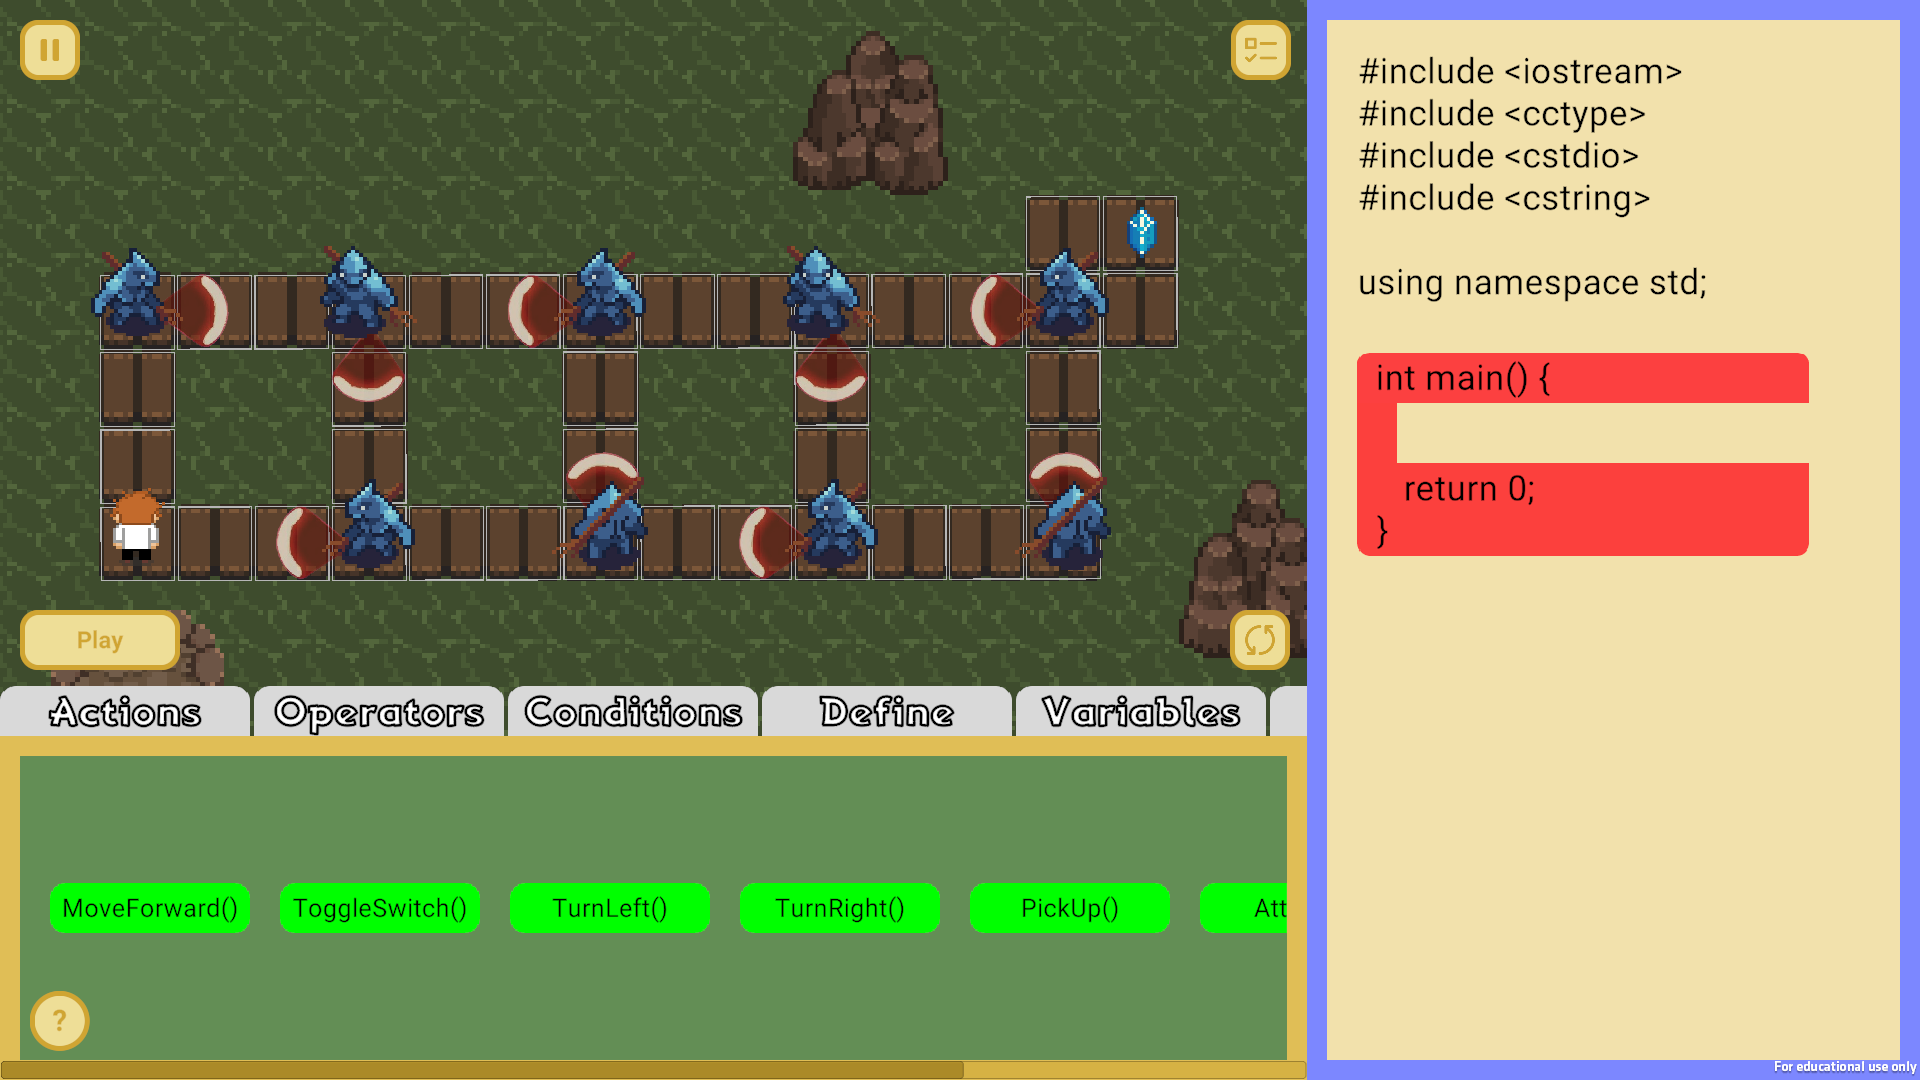 Play
Actions
Operators
Conditions
Define
Variables
MoveForward()
ToggleSwitch()
TurnLeft()
TurnRight()
PickUp()
Att
?
#include <iostream>
#include <cctype>
#include <cstdio>
#include <cstring>
using namespace std;
int main() {
return 0;
}
For educational use only